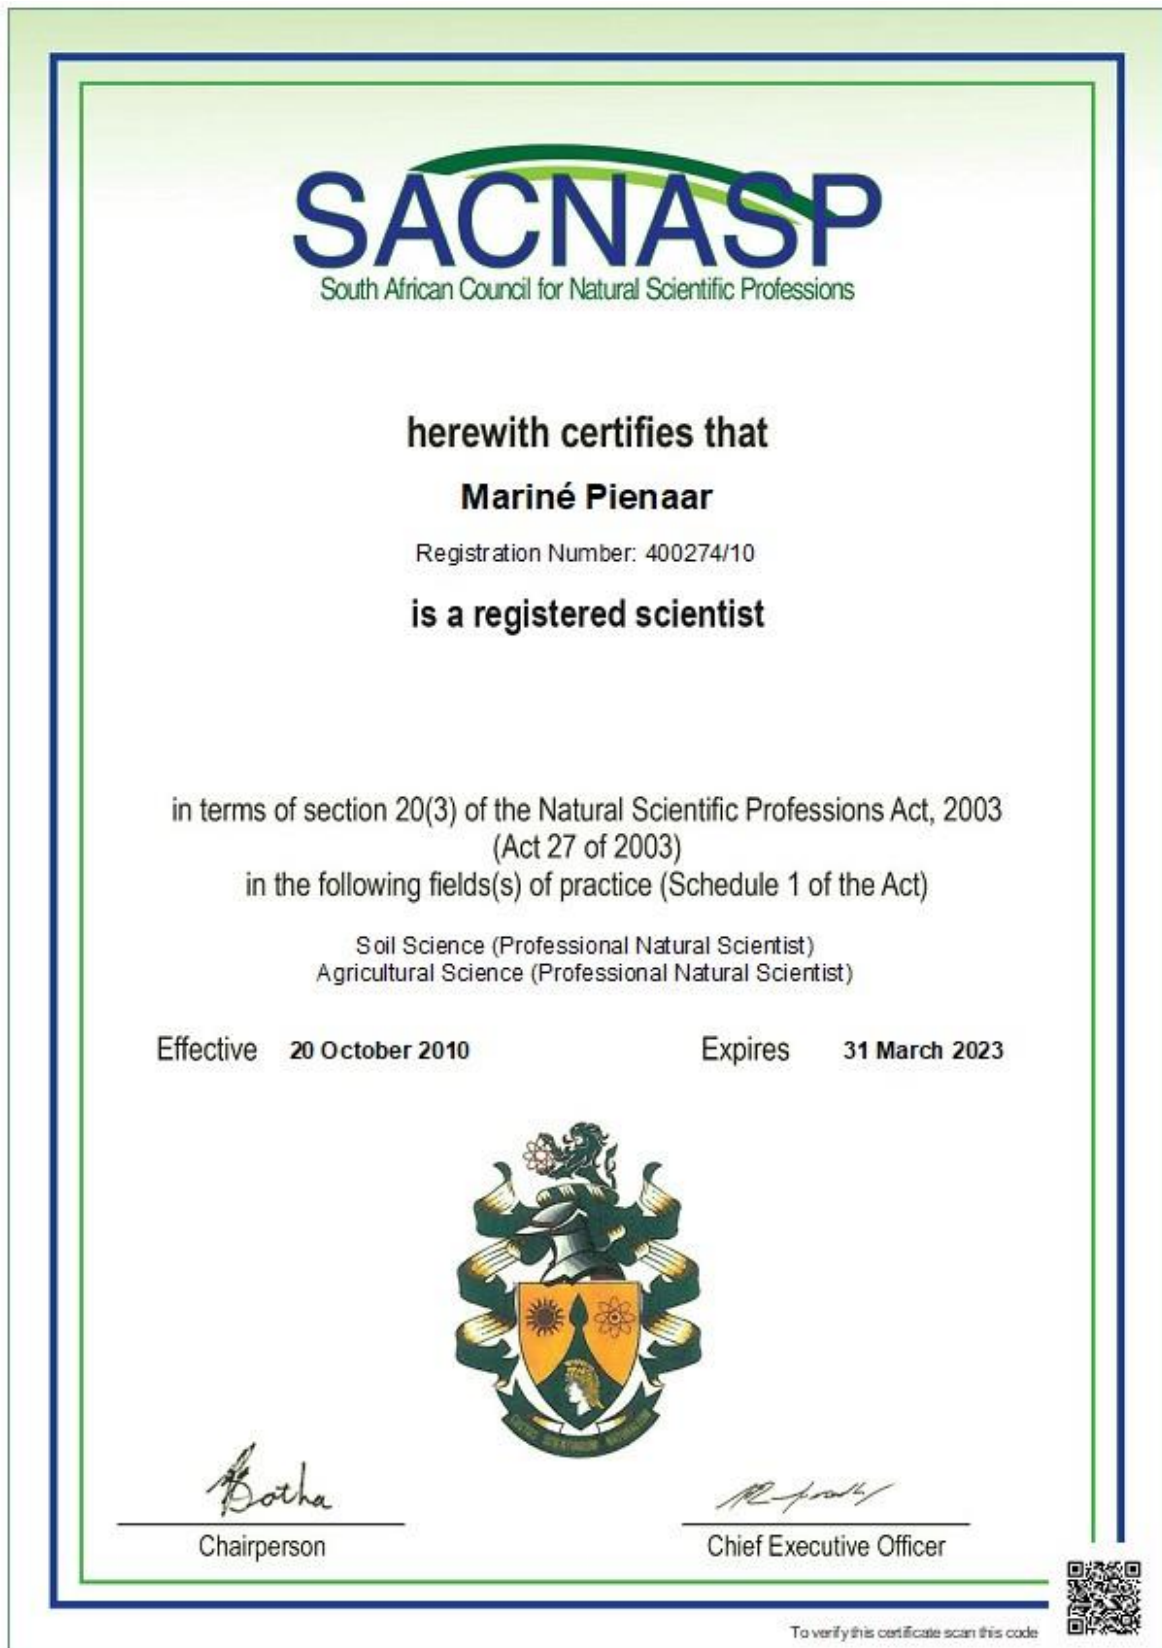 SACNASP
South African Council for Natural Scientific Professions
herewith certifies that
Mariné Pienaar
Registration Number: 400274/10
is a registered scientist
in terms of section 20(3) of the Natural Scientific Professions Act, 2003
(Act 27 of 2003)
in the following fields(s) of practice (Schedule 1 of the Act)
Soil Science (Professional Natural Scientist)
Agricultural Science (Professional Natural Scientist)
Effective 20 October 2010 Expires 31 March 2023
Botha
Chairperson Chief Executive Officer
To verify this certificate scan this code